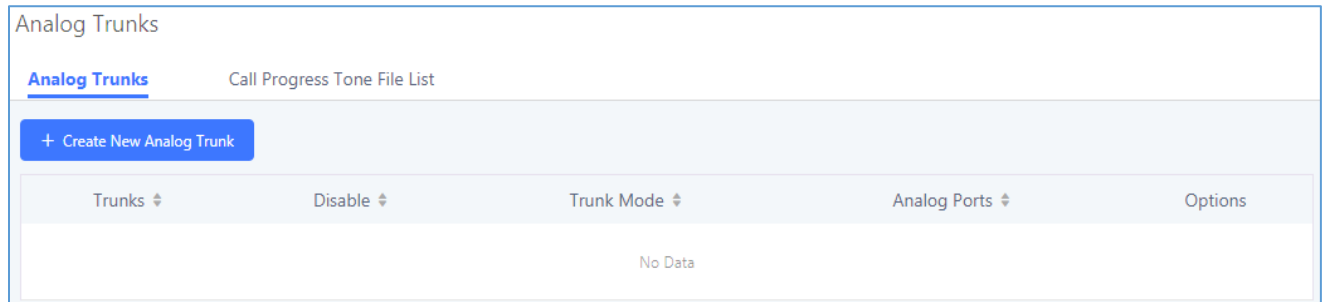 Analog Trunks
Analog Trunks Call Progress Tone File List
+ Create New Analog Trunk
Trunks Disable Trunk Mode Analog Ports Options
No Data